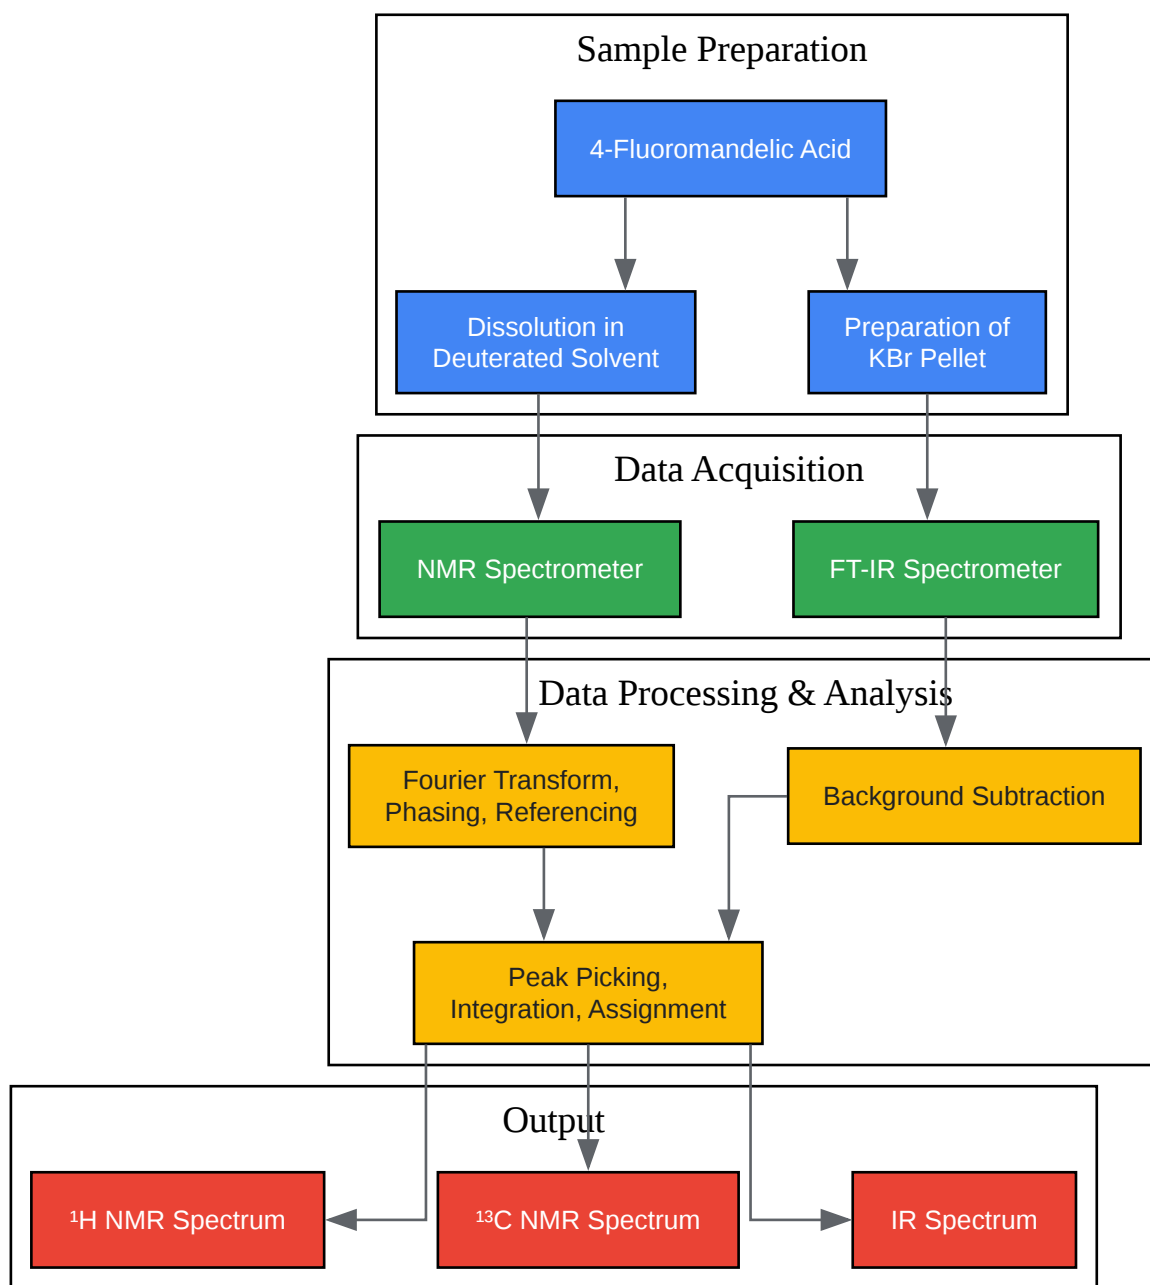 Sample Preparation
4-Fluoromandelic Acid
Dissolution in
Deuterated Solvent
Preparation of
KBr Pellet
Data Acquisition
NMR Spectrometer
FT-IR Spectrometer
Data Processing & Analysis
Fourier Transform,
Phasing, Referencing
Background Subtraction
Peak Picking,
Integration, Assignment
Output
¹H NMR Spectrum
¹³C NMR Spectrum
IR Spectrum